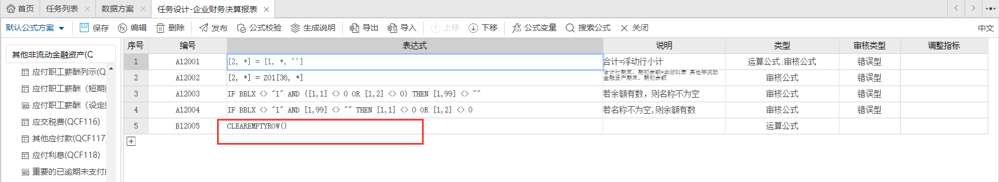 首页 任务列表 数据方案 任务设计-企业财务决算报表
默认公式方案 保存 编辑 删除 发布 公式校验 生成说明 导出 导入 上移 下移 公式变量 搜索公式 关闭 中文
其他非流动金融资产(Q
应付职工薪酬列示(Q
应付职工薪酬（短期
应付职工薪酬（设定
应交税费(QCF116)
其他应付款(QCF117)
应付利息(QCF118)
重要的已逾期未支付的
序号 编号 表达式 说明 类型 审核类型 调整指标
1 A12001 [2, *] = [1, *, ''] 合计=浮动行小计 运算公式;审核公式 错误型
2 A12002 [2, *] = Z01[36, *] 合计行期末、期初余额=企财01表 其他非流动
金融资产期末、期初余额 审核公式 错误型
3 A12003 IF BBLX <> "1" AND ([1,1] <> 0 OR [1,2] <> 0) THEN [1,99] <> "" 若余额有数，则名称不为空 审核公式 错误型
4 A12004 IF BBLX <> "1" AND [1,99] <> "" THEN [1,1] <> 0 OR [1,2] <> 0 若名称不为空,则余额有数 审核公式 错误型
5 B12005 CLEAREMPTYROW() 运算公式